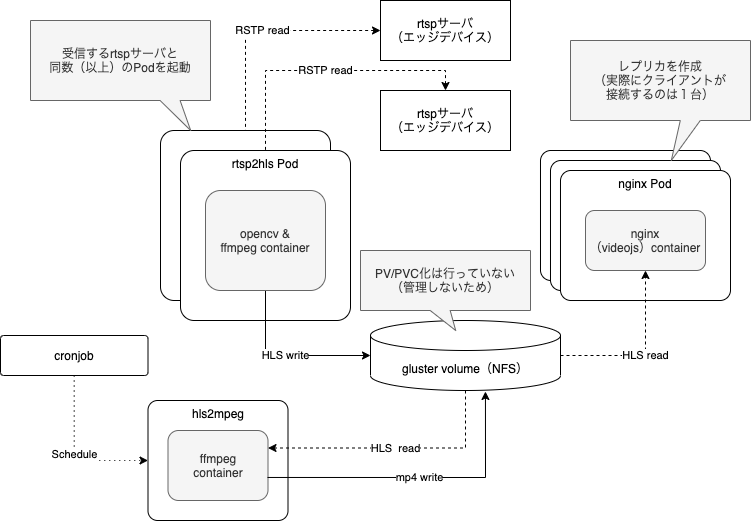 受信するrtspサーバと
同数（以上）のPodを起動
RSTP read
rtspサーバ
（エッジデバイス）
RSTP read
rtspサーバ
（エッジデバイス）
レプリカを作成
（実際にクライアントが
接続するのは１台）
rtsp2hls Pod
opencv &
ffmpeg container
nginx Pod
nginx
（videojs）container
PV/PVC化は行っていない
（管理しないため）
HLS write
gluster volume（NFS）
HLS read
cronjob
Schedule
hls2mpeg
ffmpeg
container
HLS  read
mp4 write